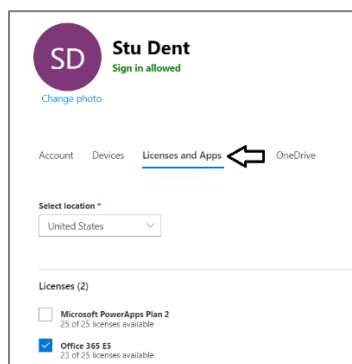 SD
Stu Dent
Sign in allowed
Change photo
Account Devices Licenses and Apps OneDrive
Select location *
United States
Licenses (2)
Microsoft PowerApps Plan 2
25 of 25 licenses available
Office 365 E5
23 of 25 licenses available